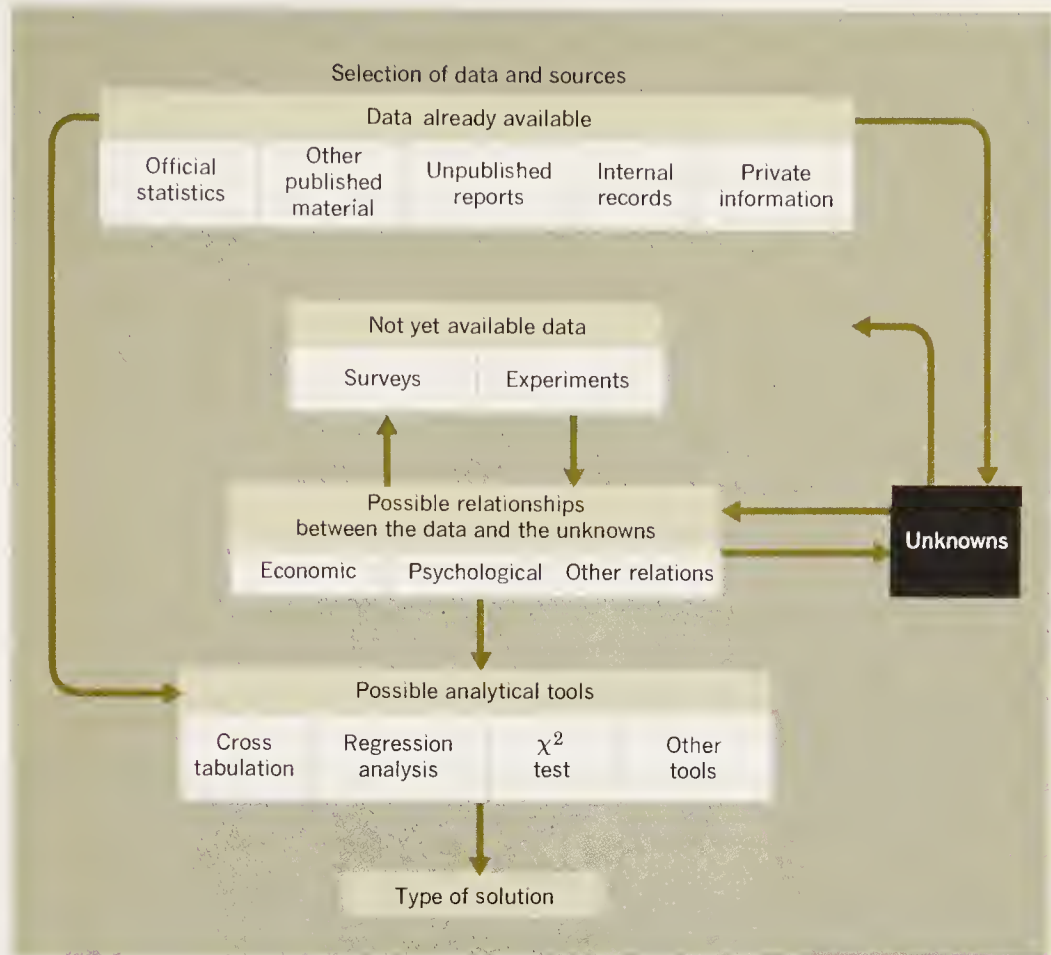 Selection of data and sources
Data already available
Official
statistics
Other
published
material
Unpublished
reports
Internal
records
Private
information
Not yet available data
Surveys
Experiments
Possible relationships
between the data and the unknowns
Economic
Psychological
Other relations
Unknowns
Possible analytical tools
Cross
tabulation
Regression
analysis
χ²
test
Other
tools
Type of solution